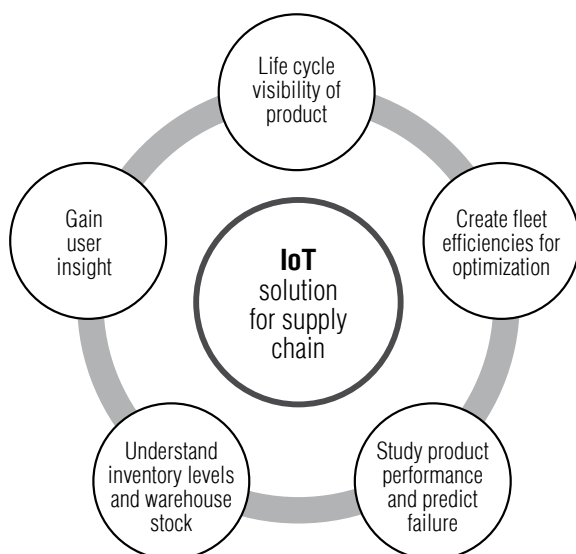 Life cycle
visibility of
product
Create fleet
efficiencies for
optimization
Study product
performance
and predict
failure
Understand
inventory levels
and warehouse
stock
Gain
user
insight
IoT
solution
for supply
chain